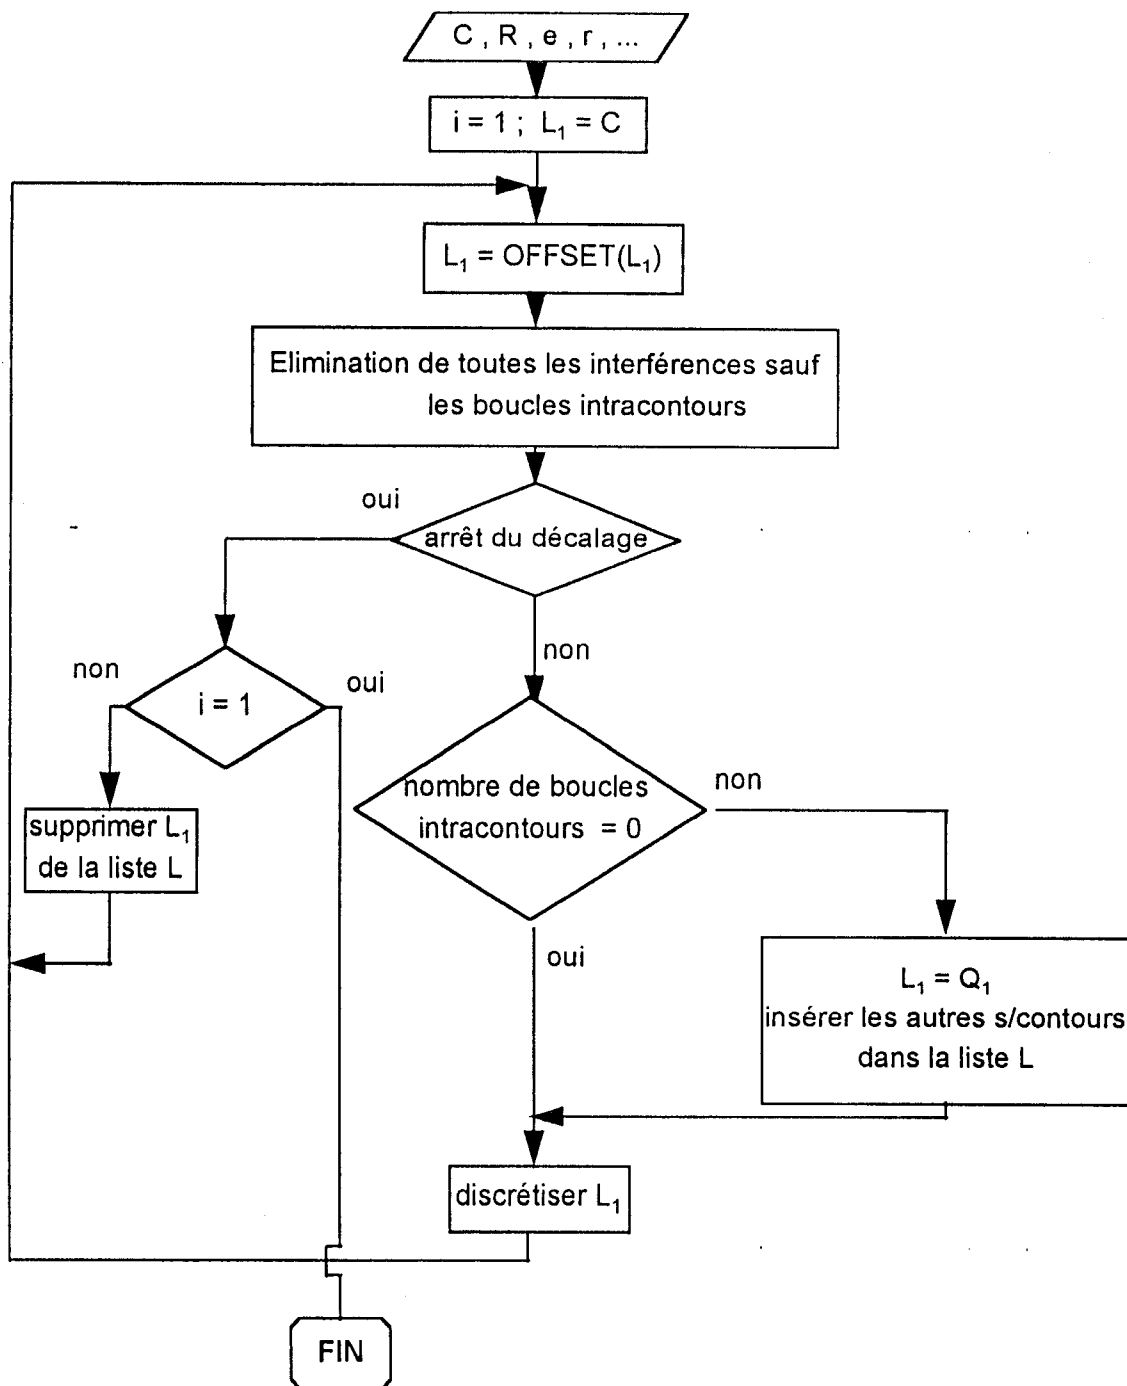 C , R , e , r , ...
i = 1 ; L₁ = C
L₁ = OFFSET(L₁)
Elimination de toutes les interférences sauf
les boucles intracontours
oui
arrêt du décalage
non
non
oui
i = 1
nombre de boucles
intracontours = 0
non
supprimer L₁
de la liste L
oui
L₁ = Q₁
insérer les autres s/contours
dans la liste L
discrétiser L₁
FIN